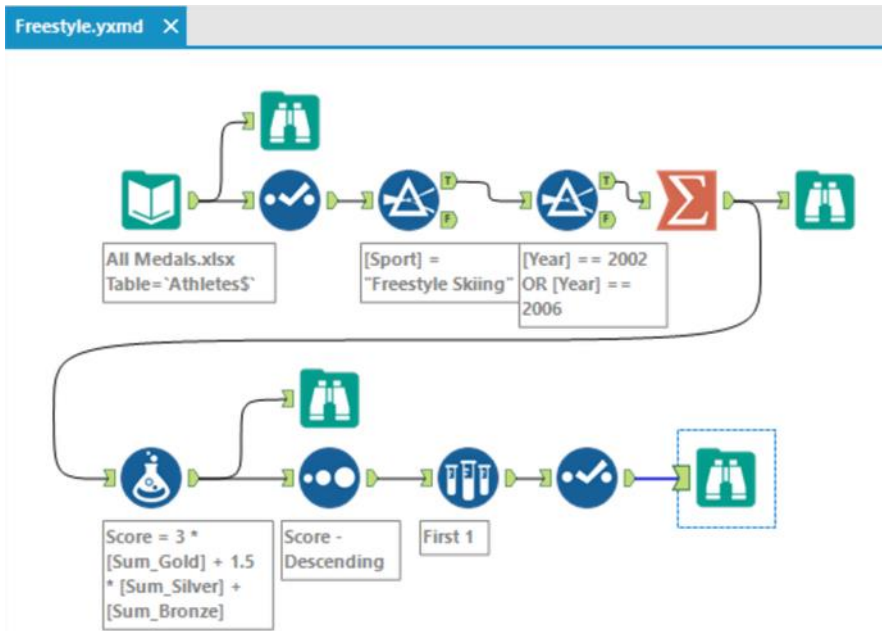 Freestyle.yxmd X
T
F
T
F
All Medals.xlsx
Table=`Athletes$`
[Sport] =
"Freestyle Skiing"
[Year] == 2002
OR [Year] ==
2006
Score = 3 *
[Sum_Gold] + 1.5
* [Sum_Silver] +
[Sum_Bronze]
Score -
Descending
First 1